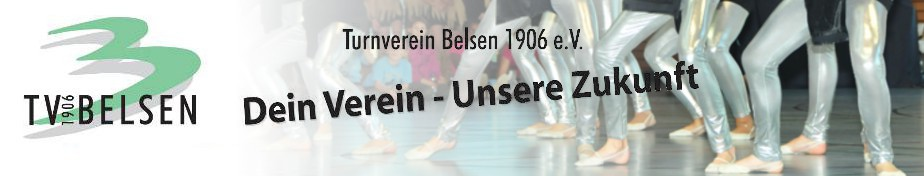 TV 1906 BELSEN
Turnverein Belsen 1906 e.V.
Dein Verein - Unsere Zukunft